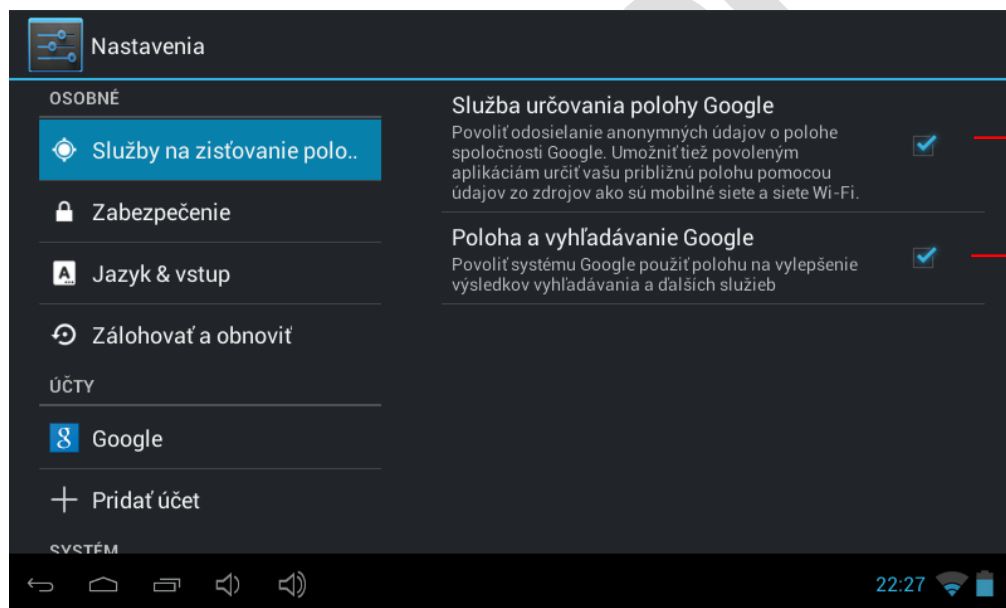 Nastavenia
OSOBNÉ
Služby na zisťovanie polo..
Zabezpečenie
Jazyk & vstup
Zálohovať a obnoviť
ÚČTY
Google
Pridať účet
SYSTÉM
Služba určovania polohy Google
Povoliť odosielanie anonymných údajov o polohe
spoločnosti Google. Umožniť tiež povoleným
aplikáciám určiť vašu približnú polohu pomocou
údajov zo zdrojov ako sú mobilné siete a siete Wi-Fi.
Poloha a vyhľadávanie Google
Povoliť systému Google použiť polohu na vylepšenie
výsledkov vyhľadávania a ďalších služieb
22:27